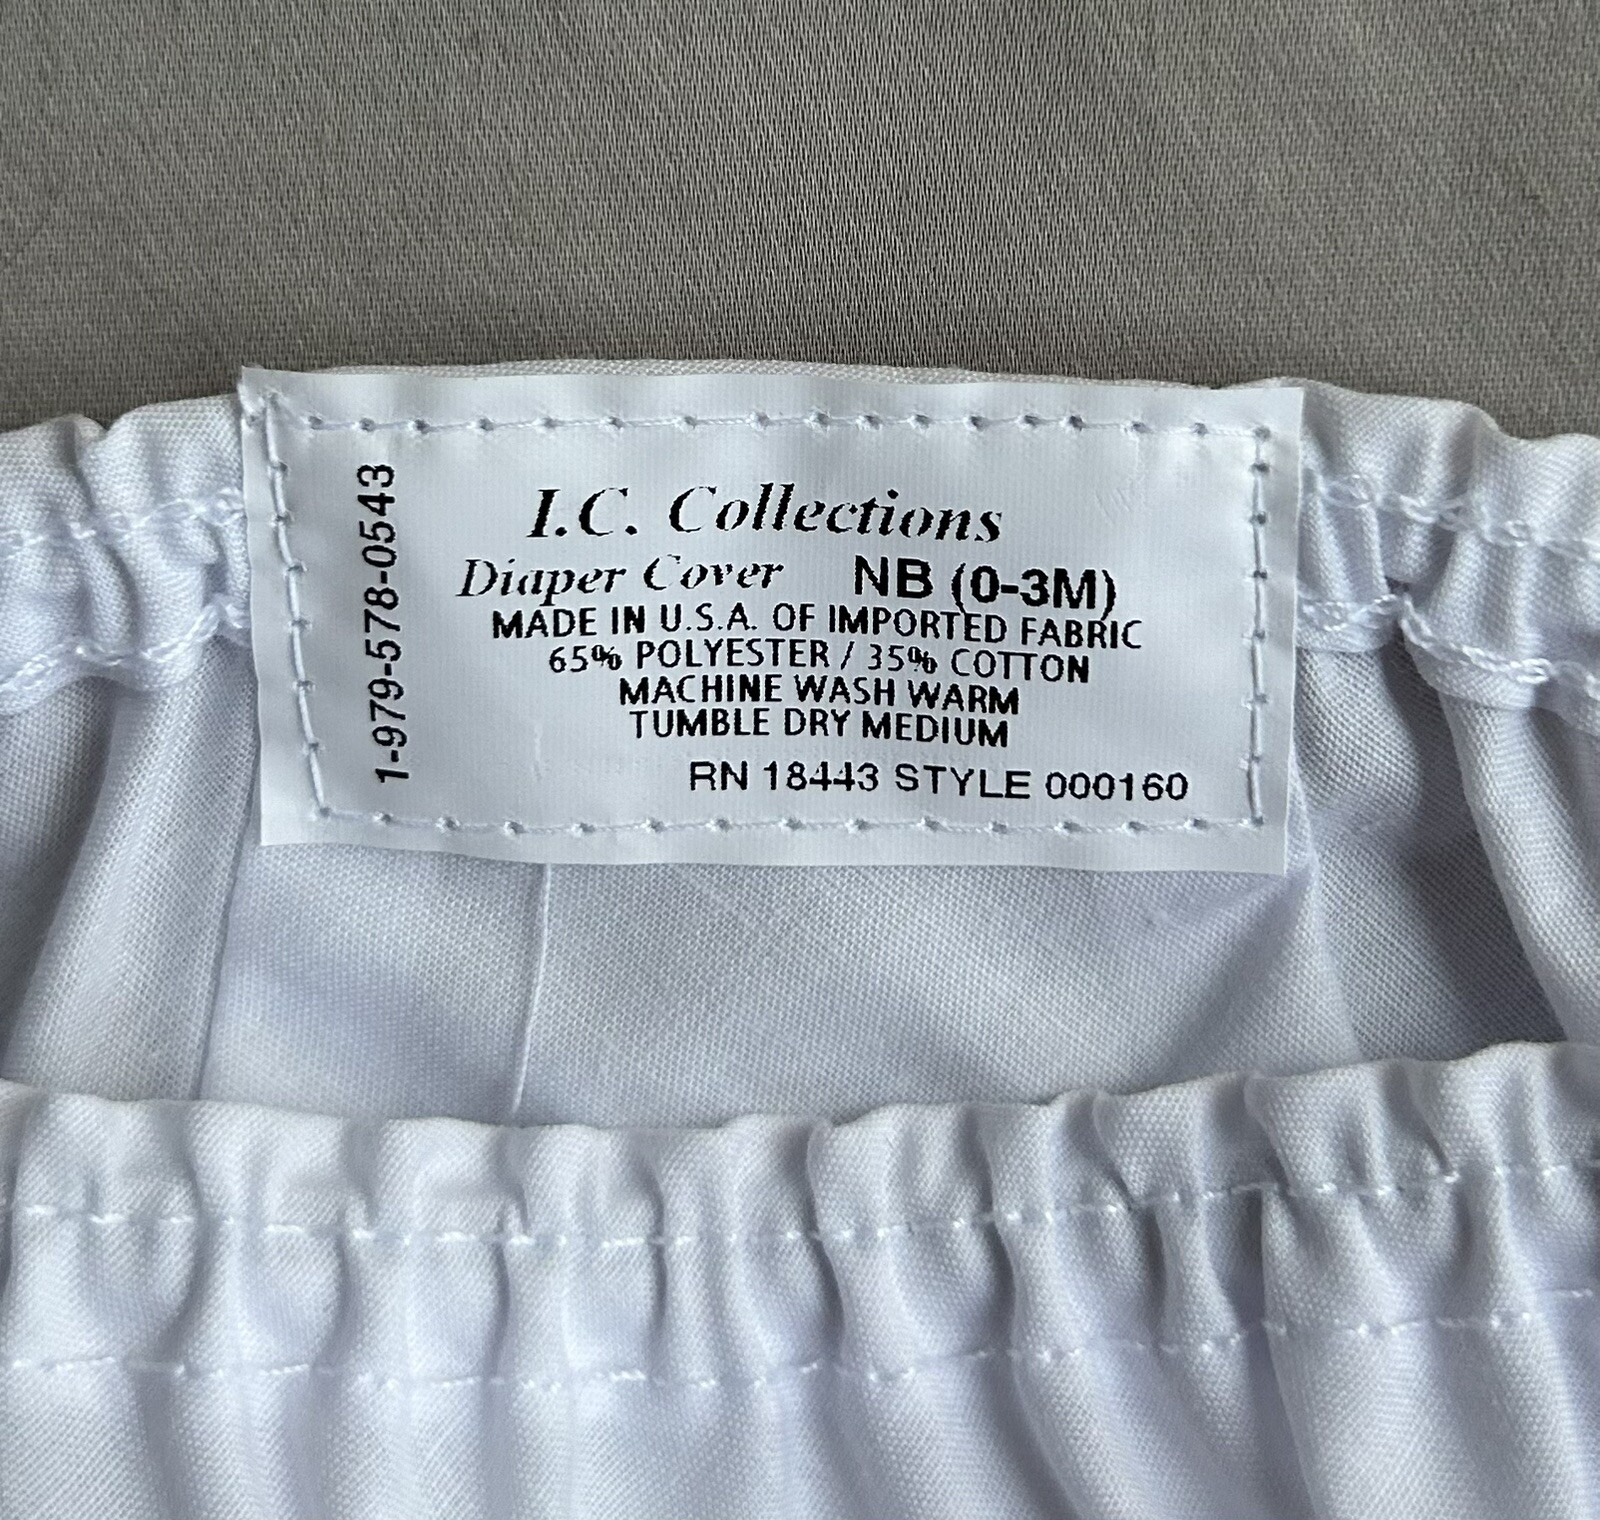 I.C. Collections
Diaper Cover NB (0-3M)
MADE IN U.S.A. OF IMPORTED FABRIC
65% POLYESTER / 35% COTTON
MACHINE WASH WARM
TUMBLE DRY MEDIUM
RN 18443 STYLE 000160
1-979-578-0543